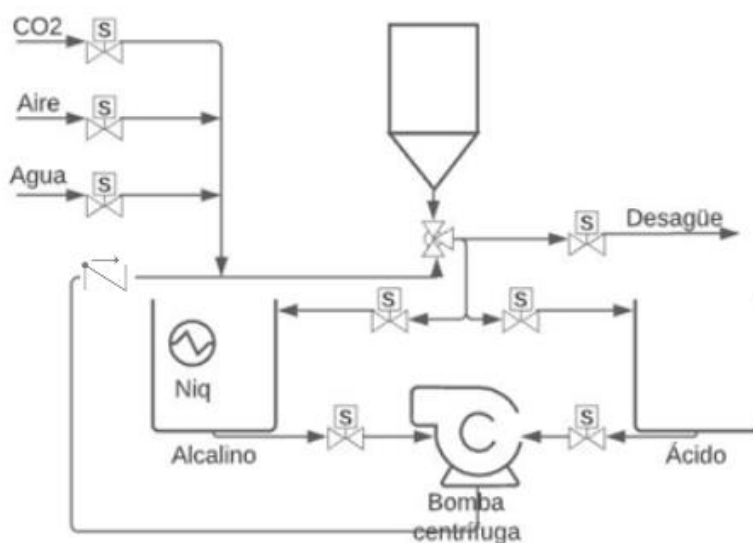 CO2
S
Aire
S
Agua
S
S
Desagüe
S
S
Niq
S
C
S
Alcalino
Ácido
Bomba
centrífuga